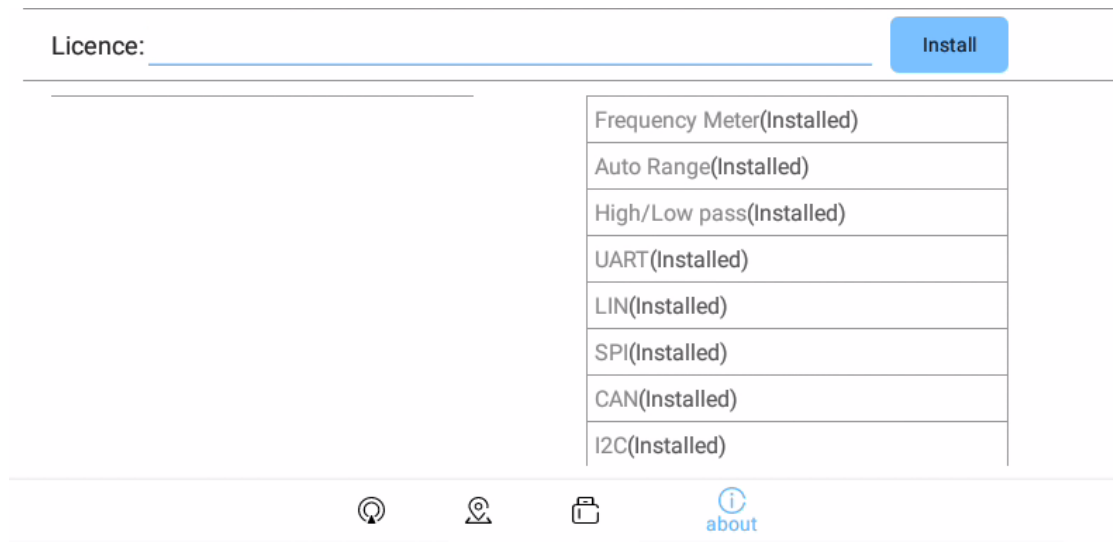 Licence:
Install
Frequency Meter(Installed)
Auto Range(Installed)
High/Low pass(Installed)
UART(Installed)
LIN(Installed)
SPI(Installed)
CAN(Installed)
I2C(Installed)
about